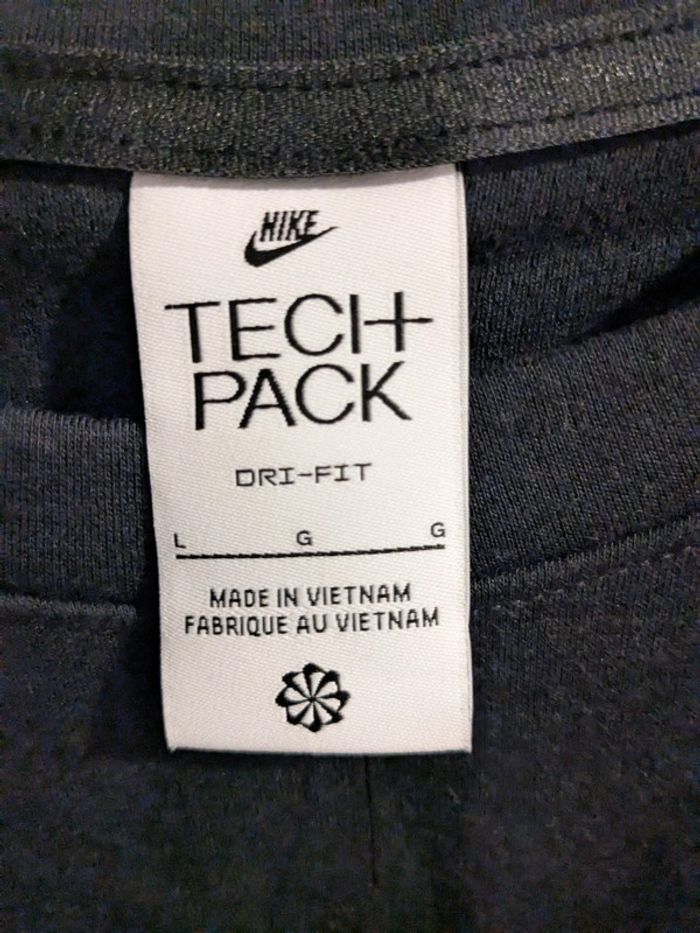 NIKE
TECH
PACK
DRI-FIT
L G G
MADE IN VIETNAM
FABRIQUE AU VIETNAM